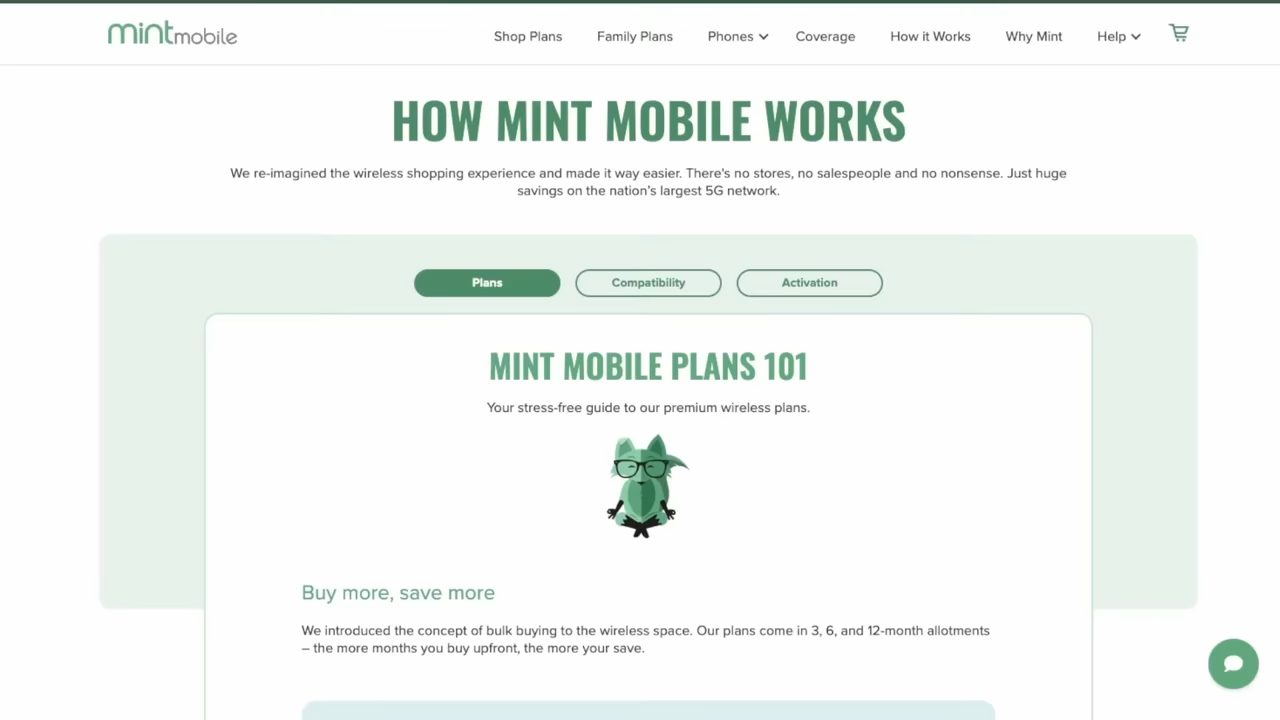 mintmobile
Shop Plans
Family Plans
Phones
Coverage
How it Works
Why Mint
Help
HOW MINT MOBILE WORKS
We re-imagined the wireless shopping experience and made it way easier. There's no stores, no salespeople and no nonsense. Just huge
savings on the nation's largest 5G network.
Plans
Compatibility
Activation
MINT MOBILE PLANS 101
Your stress-free guide to our premium wireless plans.
Buy more, save more
We introduced the concept of bulk buying to the wireless space. Our plans come in 3, 6, and 12-month allotments
– the more months you buy upfront, the more your save.